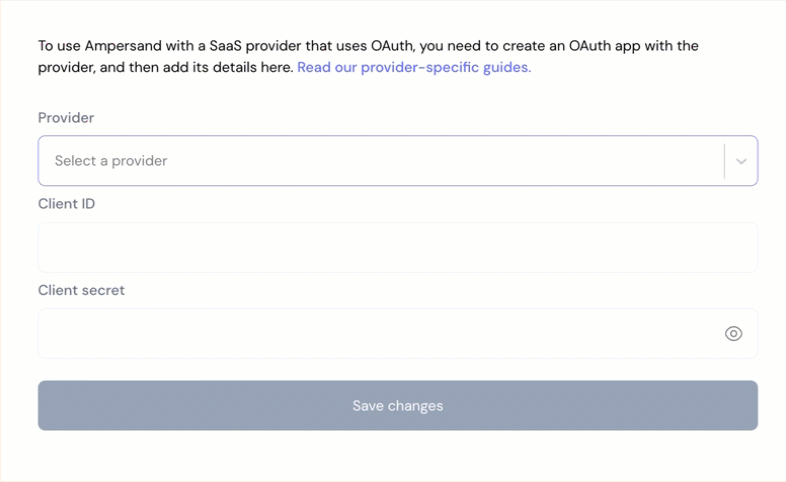 To use Ampersand with a SaaS provider that uses OAuth, you need to create an OAuth app with the
provider, and then add its details here. Read our provider-specific guides.
Provider
Select a provider
Client ID
Client secret
Save changes